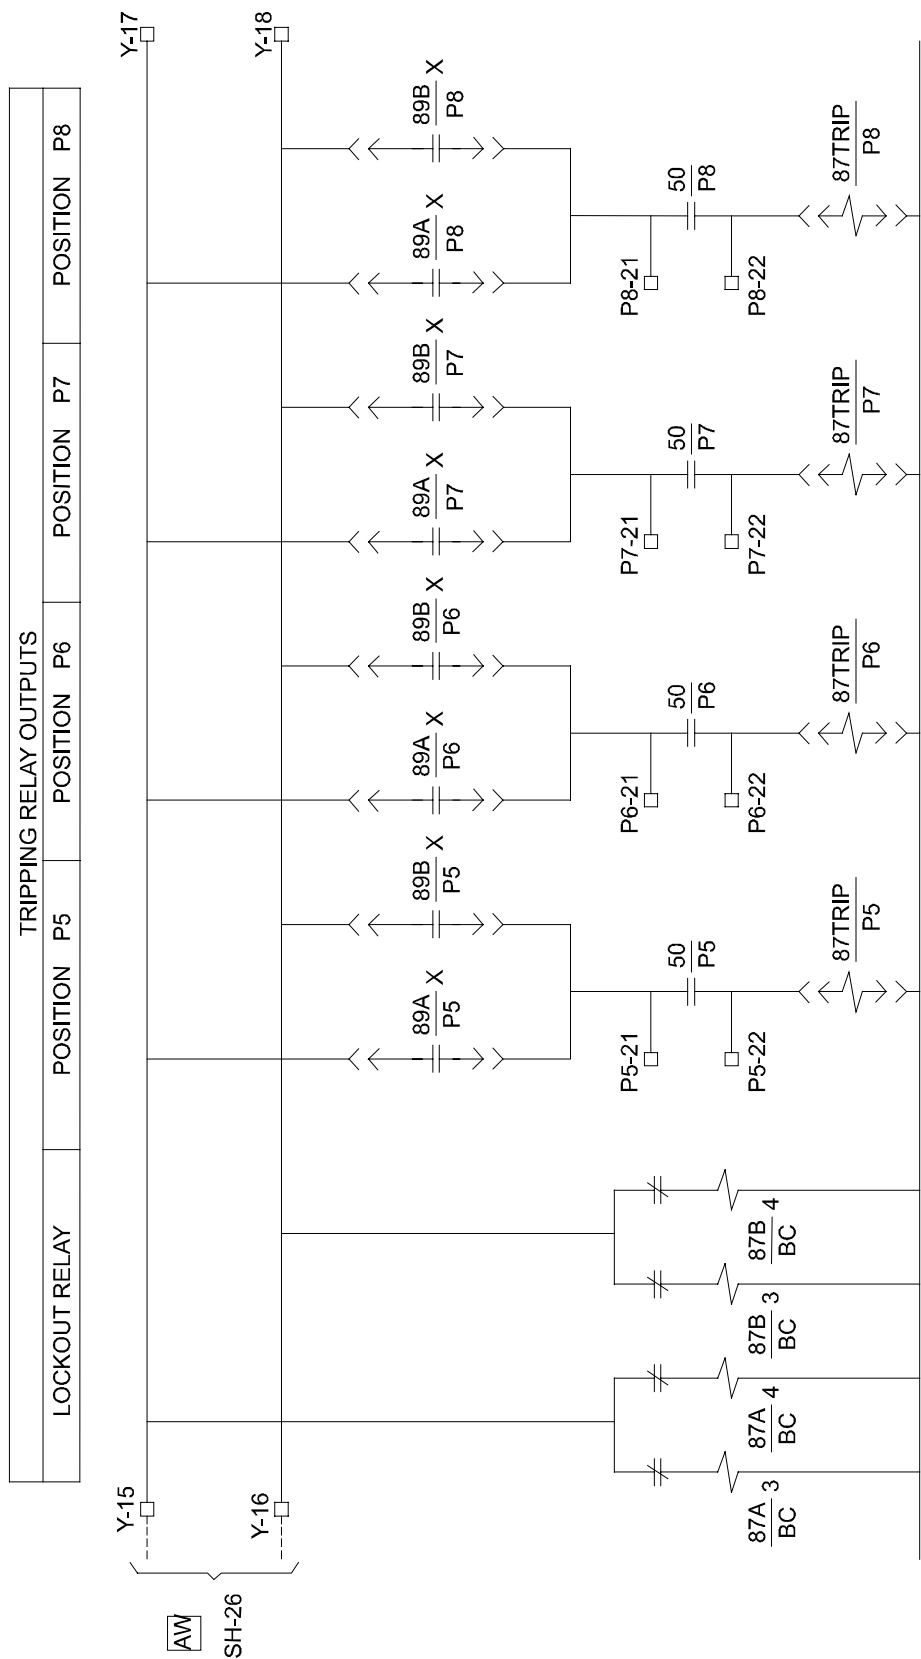 TRIPPING RELAY OUTPUTS
LOCKOUT RELAY
POSITION P5
POSITION P6
POSITION P7
POSITION P8
Y-15
Y-17
Y-16
Y-18
AW
SH-26
89A X
P5
89B X
P5
89A X
P6
89B X
P6
89A X
P7
89B X
P7
89A X
P8
89B X
P8
P5-21
50
P5
P5-22
P6-21
50
P6
P6-22
P7-21
50
P7
P7-22
P8-21
50
P8
P8-22
87A 3
BC
87A 4
BC
87B 3
BC
87B 4
BC
87TRIP
P5
87TRIP
P6
87TRIP
P7
87TRIP
P8